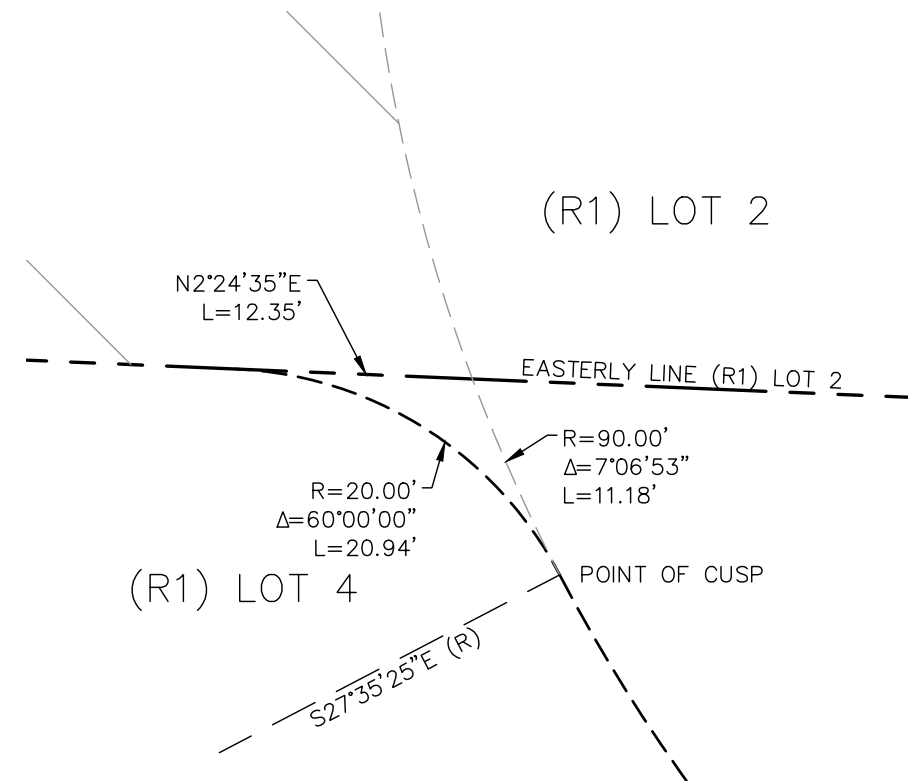 (R1) LOT 2
N2°24'35"E
L=12.35'
EASTERLY LINE (R1) LOT 2
R=90.00'
Δ=7°06'53"
L=11.18'
R=20.00'
Δ=60°00'00"
L=20.94'
(R1) LOT 4
POINT OF CUSP
S27°35'25"E (R)